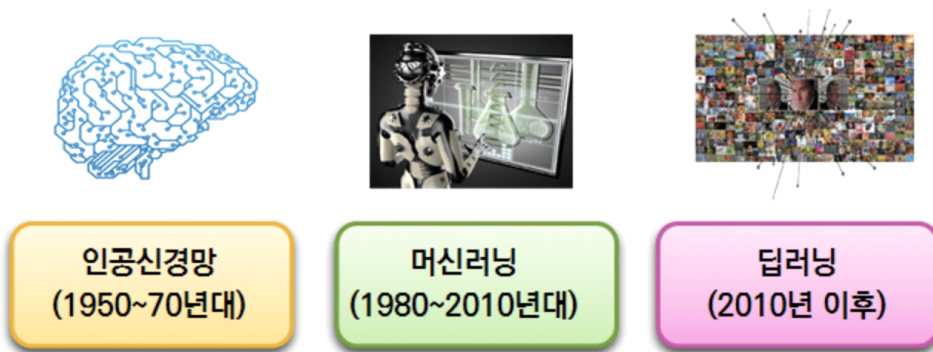 인공신경망
(1950~70년대)
머신러닝
(1980~2010년대)
딥러닝
(2010년 이후)